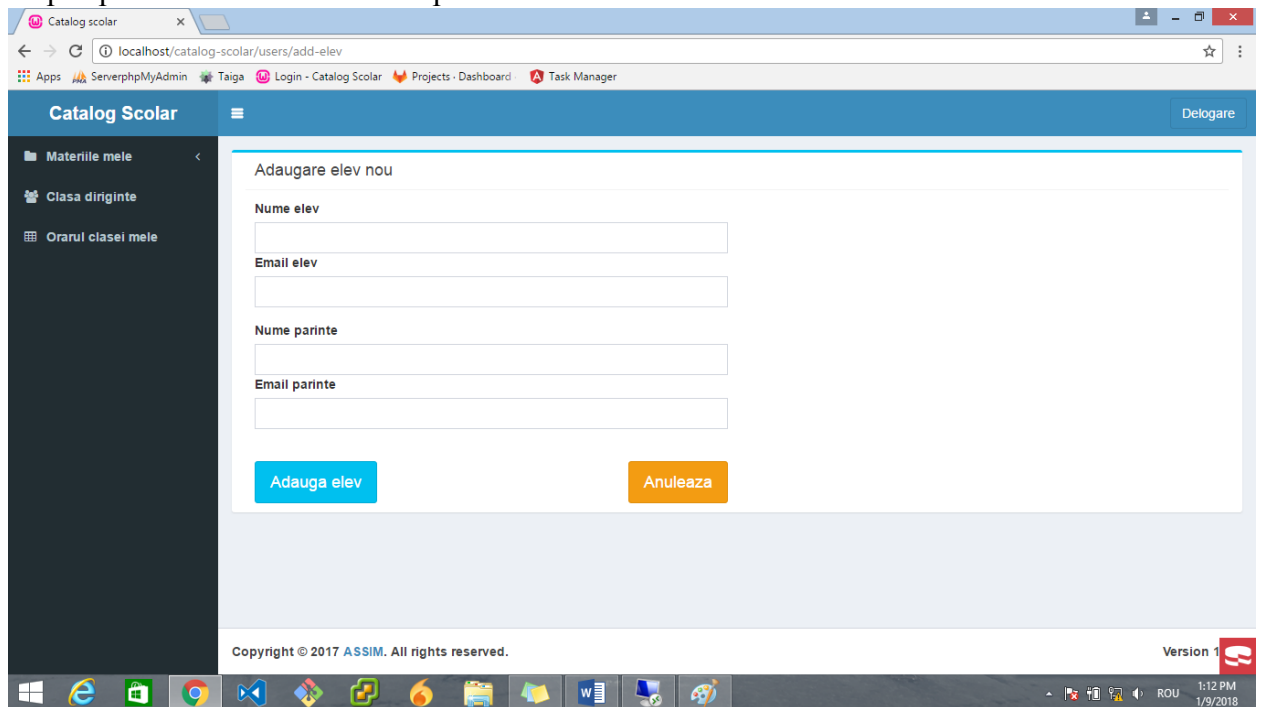 Catalog scolar
localhost/catalog-scolar/users/add-elev
Apps ServerphpMyAdmin Taiga Login - Catalog Scolar Projects · Dashboard · Task Manager
Catalog Scolar Delogare
Materiile mele
Clasa diriginte
Orarul clasei mele
Adaugare elev nou
Nume elev
Email elev
Nume parinte
Email parinte
Adauga elev Anuleaza
Copyright © 2017 ASSIM. All rights reserved. Version 1
ROU 1:12 PM
1/9/2018